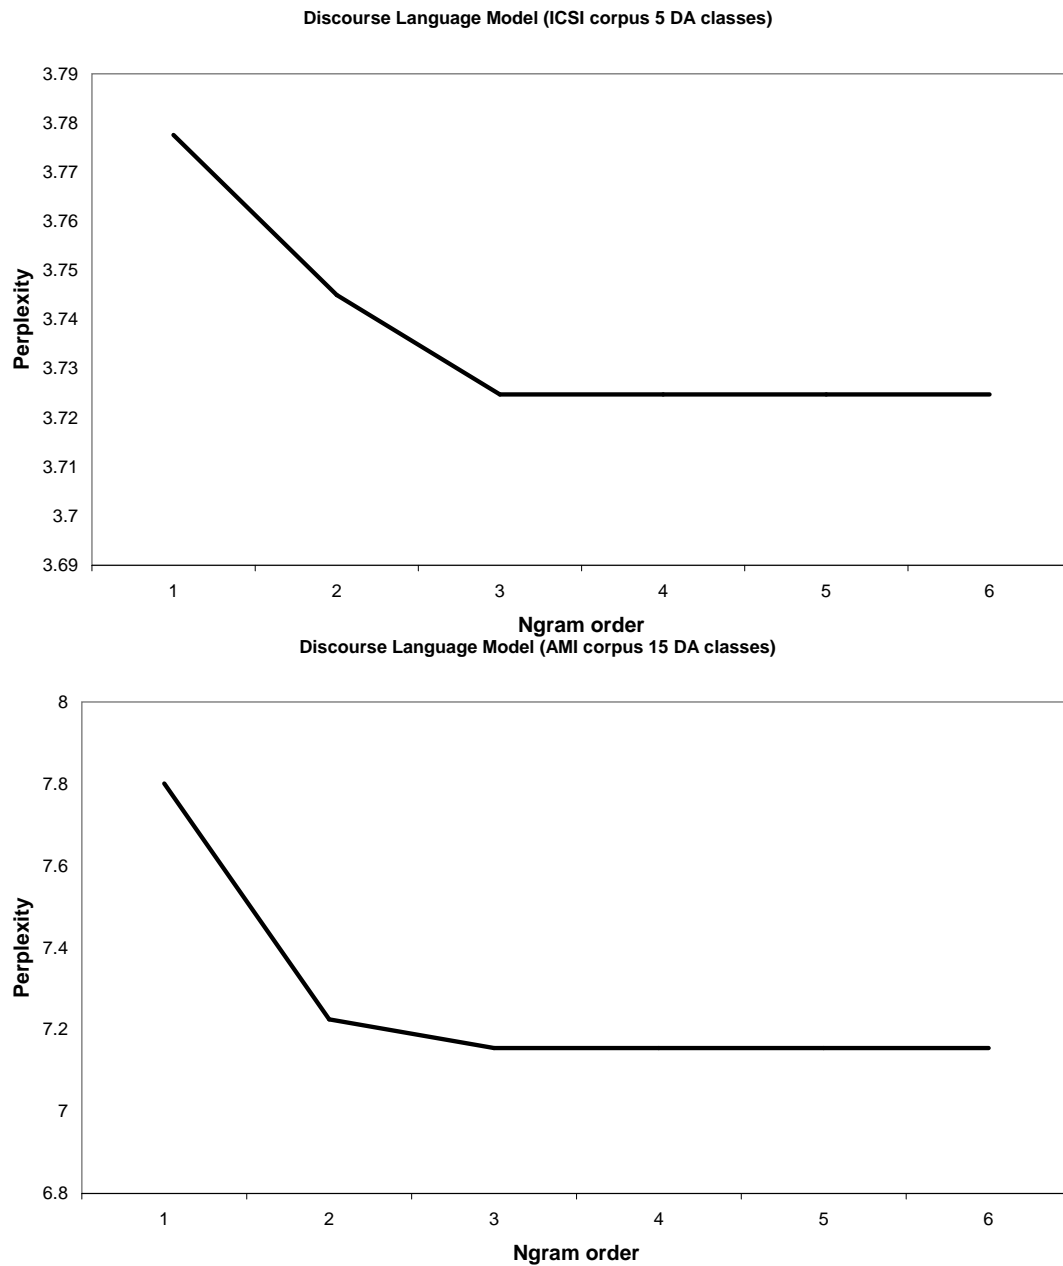 Discourse Language Model (ICSI corpus 5 DA classes)
3.79
3.78
3.77
3.76
3.75
3.74
3.73
3.72
3.71
3.7
3.69
Perplexity
1 2 3 4 5 6
Ngram order
Discourse Language Model (AMI corpus 15 DA classes)
8
7.8
7.6
7.4
7.2
7
6.8
Perplexity
1 2 3 4 5 6
Ngram order